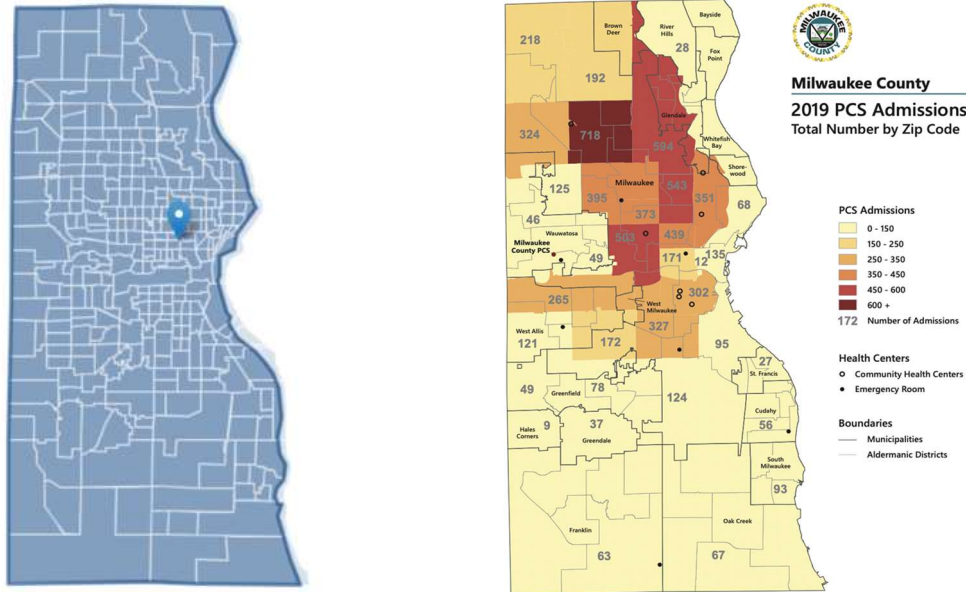 Brown
Deer
River
Hills
Bayside
218
28
Fox
Point
192
Glendale
324
718
594
Whitefish
Bay
Shore-
wood
125
Milwaukee
543
395
351
68
46
373
Wauwatosa
503
439
Milwaukee
County PCS
49
171
12
135
265
302
West
Milwaukee
327
West Allis
121
172
95
27
St. Francis
49
78
Greenfield
124
Cudahy
56
Hales
Corners
9
37
Greendale
South
Milwaukee
93
Franklin
Oak Creek
63
67
MILWAUKEE
COUNTY
Milwaukee County
2019 PCS Admissions
Total Number by Zip Code
PCS Admissions
0 - 150
150 - 250
250 - 350
350 - 450
450 - 600
600 +
172 Number of Admissions
Health Centers
Community Health Centers
Emergency Room
Boundaries
Municipalities
Aldermanic Districts